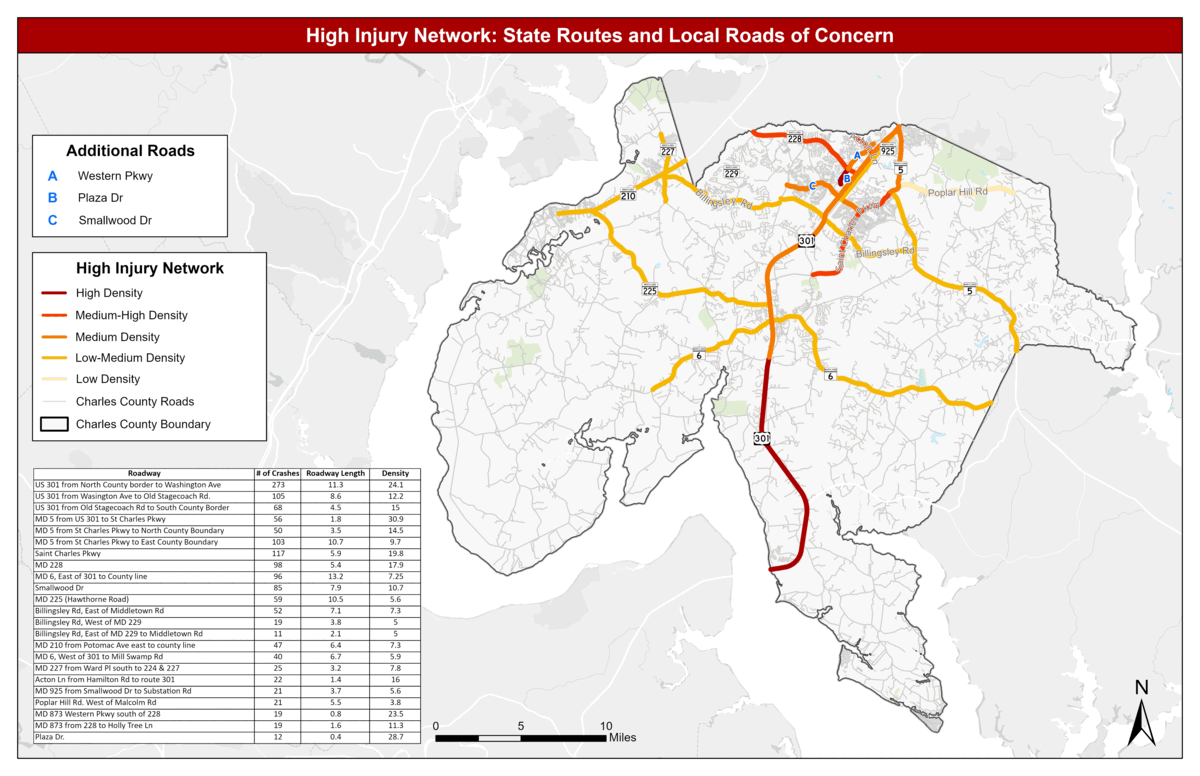 High Injury Network: State Routes and Local Roads of Concern
Additional Roads
A Western Pkwy
B Plaza Dr
C Smallwood Dr
High Injury Network
High Density
Medium-High Density
Medium Density
Low-Medium Density
Low Density
Charles County Roads
Charles County Boundary
228
227
925
A
229
5
B
C
210
Poplar Hill Rd
Billingsley Rd
301
Billingsley Rd
225
5
6
6
301
Roadway # of Crashes Roadway Length Density
US 301 from North County border to Washington Ave 273 11.3 24.1
US 301 from Wasington Ave to Old Stagecoach Rd. 105 8.6 12.2
US 301 from Old Stagecoach Rd to South County Border 68 4.5 15
MD 5 from US 301 to St Charles Pkwy 56 1.8 30.9
MD 5 from St Charles Pkwy to North County Boundary 50 3.5 14.5
MD 5 from St Charles Pkwy to East County Boundary 103 10.7 9.7
Saint Charles Pkwy 117 5.9 19.8
MD 228 98 5.4 17.9
MD 6, East of 301 to County line 96 13.2 7.25
Smallwood Dr 85 7.9 10.7
MD 225 (Hawthorne Road) 59 10.5 5.6
Billingsley Rd, East of Middletown Rd 52 7.1 7.3
Billingsley Rd, West of MD 229 19 3.8 5
Billingsley Rd, East of MD 229 to Middletown Rd 11 2.1 5
MD 210 from Potomac Ave east to county line 47 6.4 7.3
MD 6, West of 301 to Mill Swamp Rd 40 6.7 5.9
MD 227 from Ward Pl south to 224 & 227 25 3.2 7.8
Acton Ln from Hamilton Rd to route 301 22 1.4 16
MD 925 from Smallwood Dr to Substation Rd 21 3.7 5.6
Poplar Hill Rd. West of Malcolm Rd 21 5.5 3.8
MD 873 Western Pkwy south of 228 19 0.8 23.5
MD 873 from 228 to Holly Tree Ln 19 1.6 11.3
Plaza Dr. 12 0.4 28.7
0 5 10
Miles
N